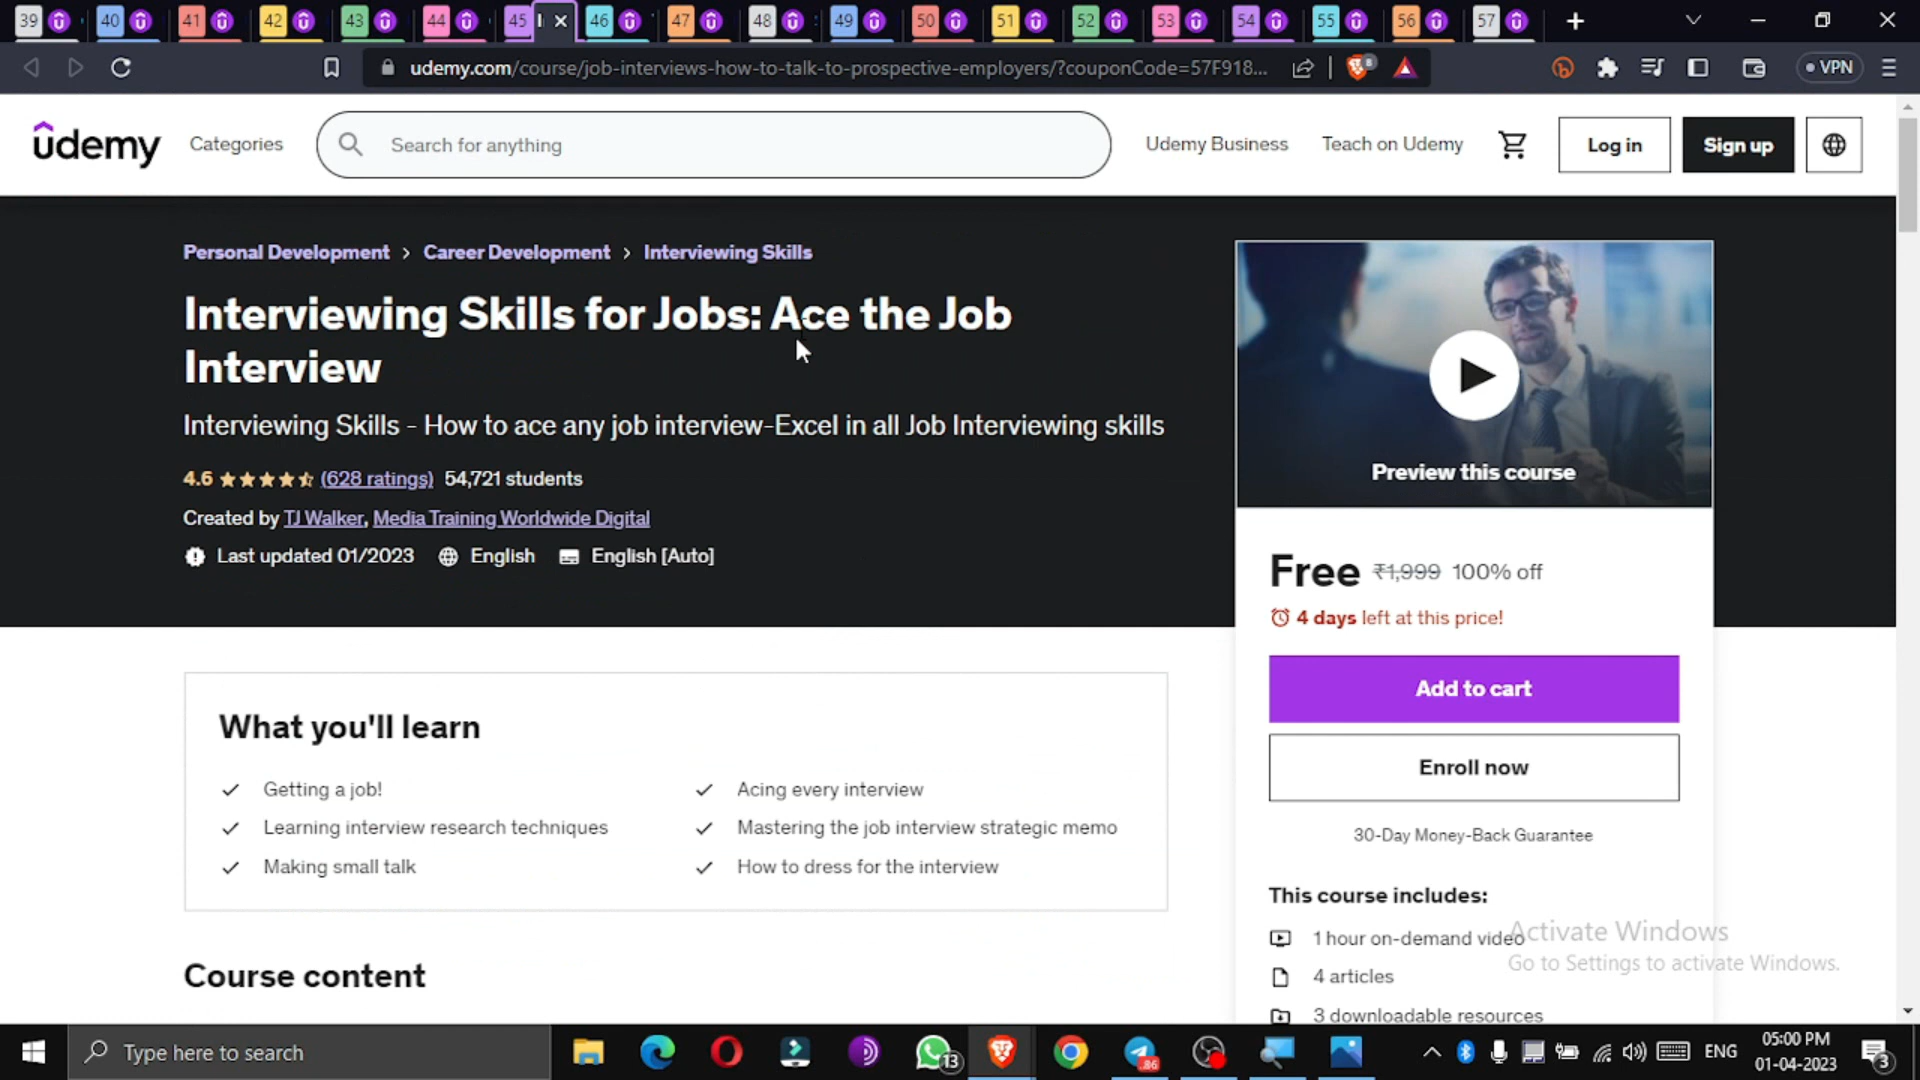 39 40 41 42 43 44 45 46 47 48 49 50 51 52 53 54 55 56 57
udemy.com/course/job-interviews-how-to-talk-to-prospective-employers/?couponCode=57F918...
8
VPN
ûdemy
Categories
Search for anything
Udemy Business
Teach on Udemy
Log in
Sign up
Personal Development > Career Development > Interviewing Skills
Interviewing Skills for Jobs: Ace the Job
Interview
Interviewing Skills - How to ace any job interview-Excel in all Job Interviewing skills
4.6 (628 ratings) 54,721 students
Created by TJ Walker, Media Training Worldwide Digital
Last updated 01/2023 English English [Auto]
Preview this course
Free ₹1,999 100% off
4 days left at this price!
Add to cart
Enroll now
30-Day Money-Back Guarantee
This course includes:
1 hour on-demand video
4 articles
3 downloadable resources
What you'll learn
Getting a job!
Acing every interview
Learning interview research techniques
Mastering the job interview strategic memo
Making small talk
How to dress for the interview
Course content
Activate Windows
Go to Settings to activate Windows.
Type here to search
13
86
ENG
05:00 PM
01-04-2023
3